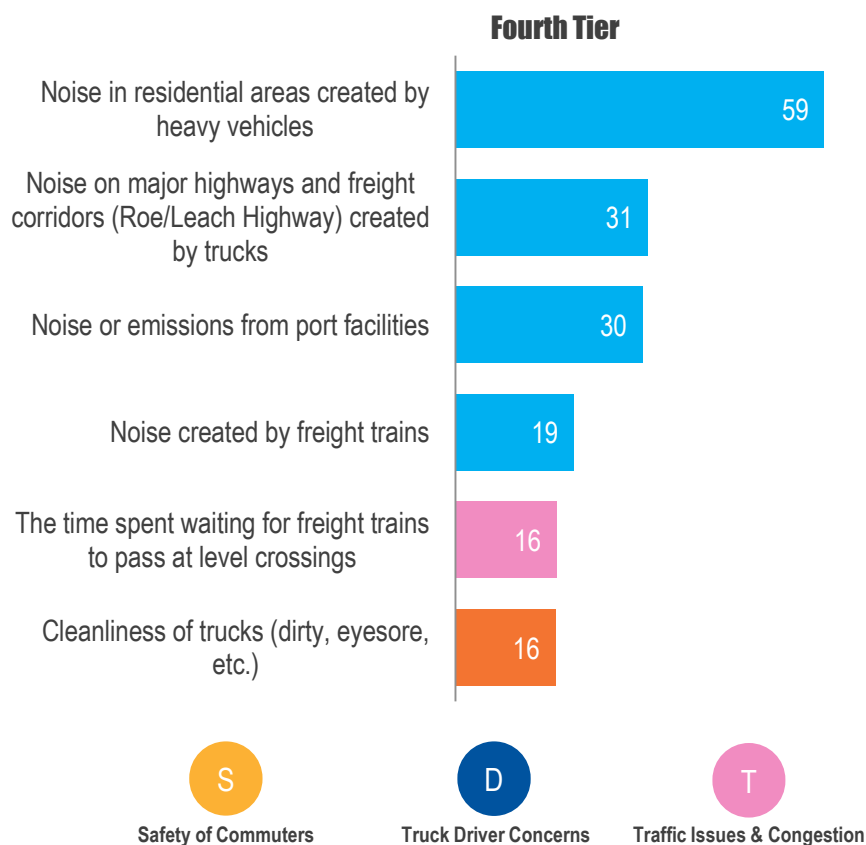 Fourth Tier
Noise in residential areas created by
heavy vehicles
59
Noise on major highways and freight
corridors (Roe/Leach Highway) created
by trucks
31
Noise or emissions from port facilities
30
Noise created by freight trains
19
The time spent waiting for freight trains
to pass at level crossings
16
Cleanliness of trucks (dirty, eyesore,
etc.)
16
S
D
T
Safety of Commuters
Truck Driver Concerns
Traffic Issues & Congestion